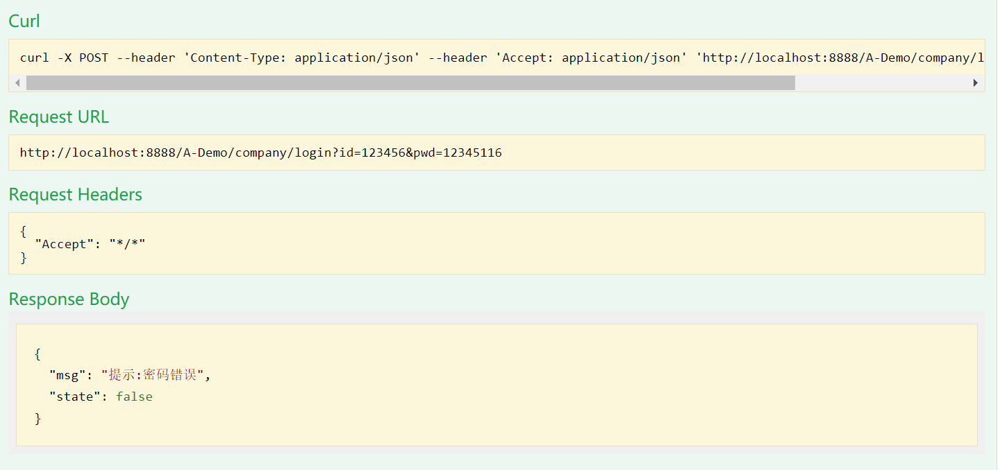 Curl
curl -X POST --header 'Content-Type: application/json' --header 'Accept: application/json' 'http://localhost:8888/A-Demo/company/l
Request URL
http://localhost:8888/A-Demo/company/login?id=123456&pwd=12345116
Request Headers
{
  "Accept": "*/*"
}
Response Body
{
  "msg": "提示:密码错误",
  "state": false
}